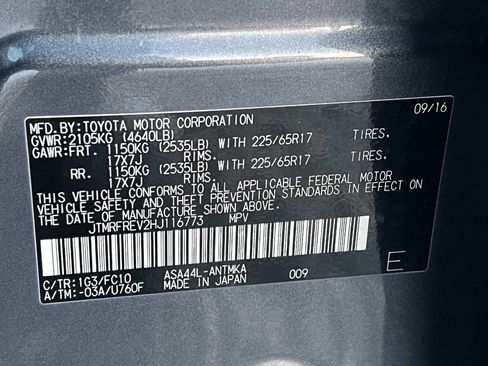 09/16
MFD.BY:TOYOTA MOTOR CORPORATION
GVWR:2105KG (4640LB)
GAWR:FRT. 1150KG (2535LB) WITH 225/65R17 TIRES.
17X7J RIMS.
RR. 1150KG (2535LB) WITH 225/65R17 TIRES.
17X7J RIMS.
THIS VEHICLE CONFORMS TO ALL APPLICABLE FEDERAL MOTOR
VEHICLE SAFETY AND THEFT PREVENTION STANDARDS IN EFFECT ON
THE DATE OF MANUFACTURE SHOWN ABOVE.
JTMRFREV2HJ116773 MPV
C/TR:1G3/FC10 ASA44L-ANTMKA
A/TM:-03A/U760F MADE IN JAPAN 009 E